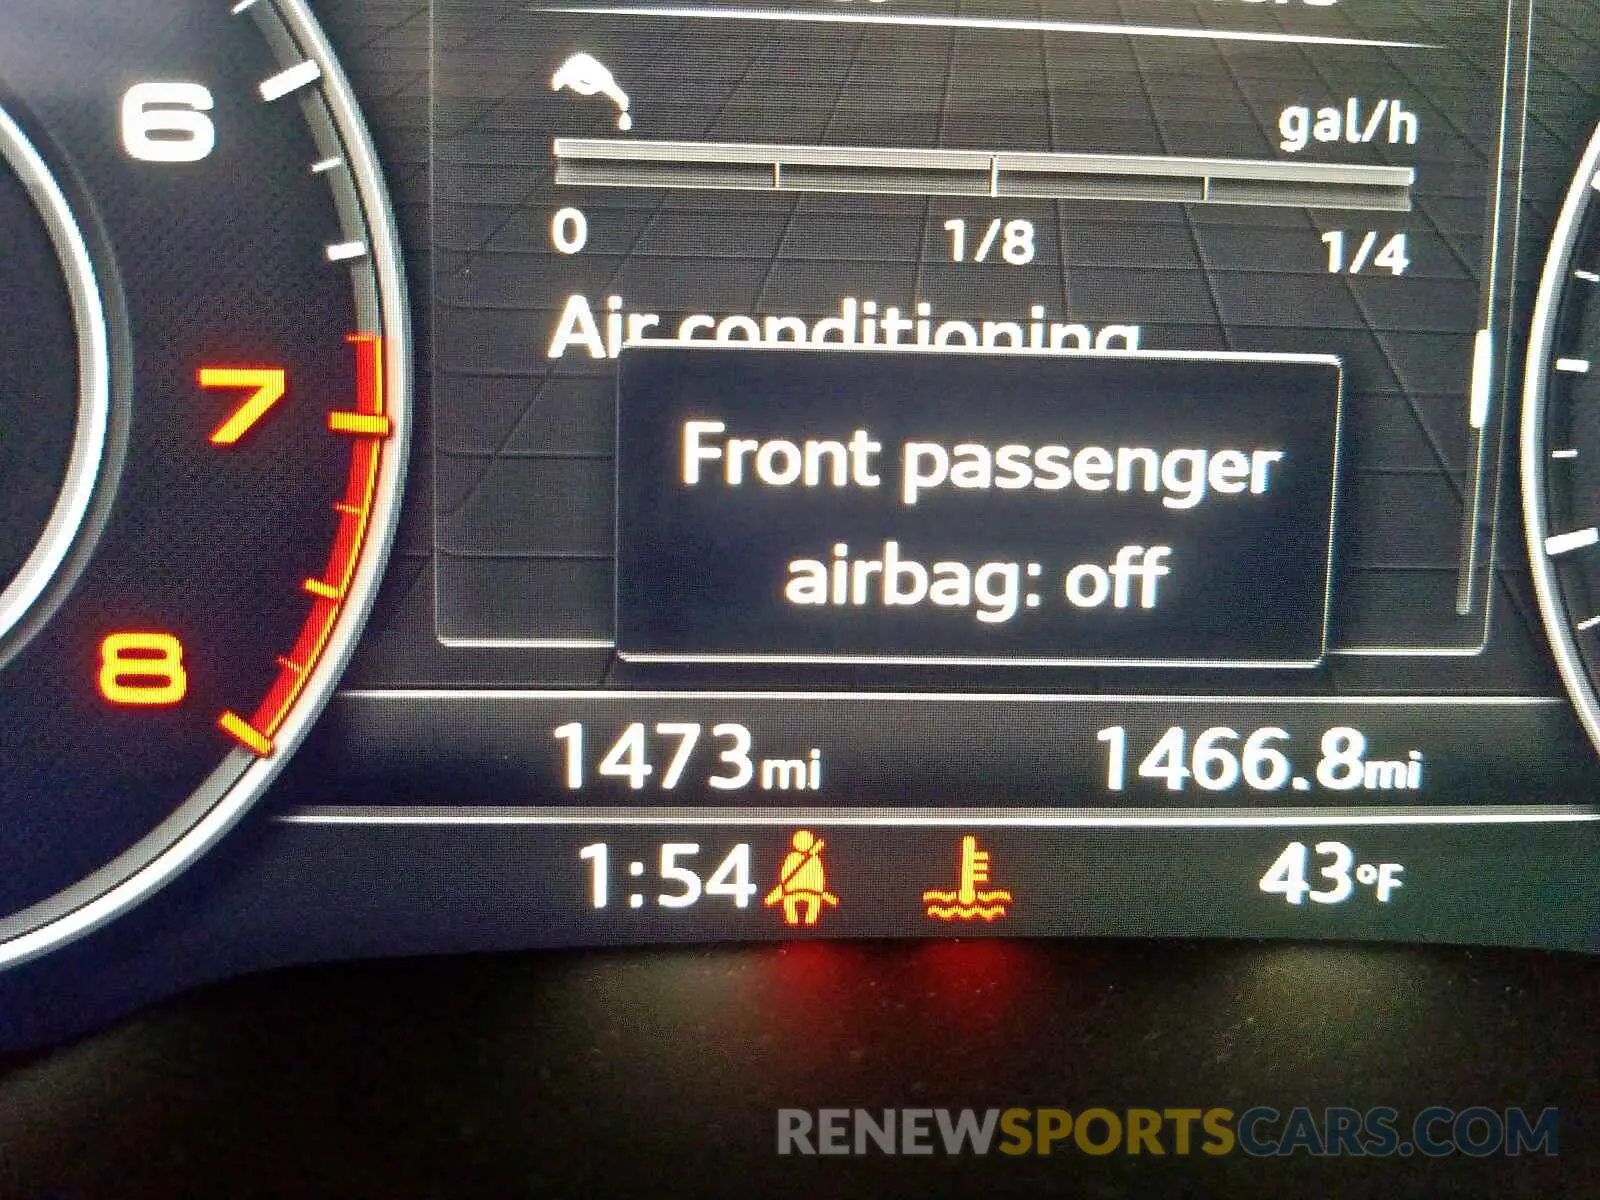 6
gal/h
0 1/8 1/4
Air conditioning
7
Front passenger
airbag: off
8
1473mi 1466.8mi
1:54 43°F
RENEWSPORTSCARS.COM